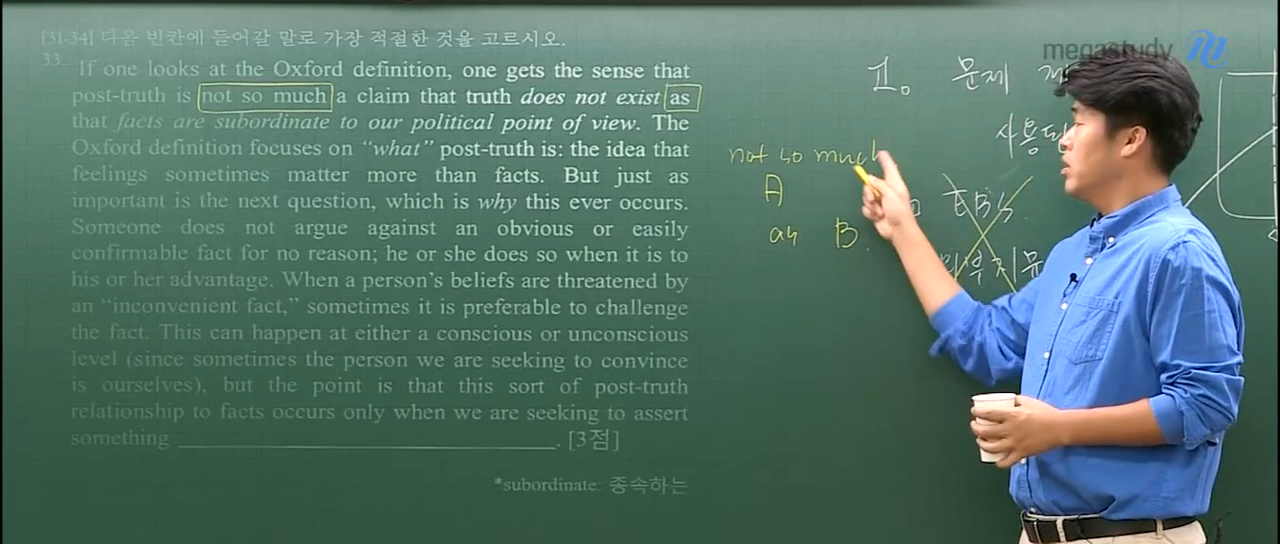 [31-34] 다음 빈칸에 들어갈 말로 가장 적절한 것을 고르시오.
33.
If one looks at the Oxford definition, one gets the sense that
post-truth is not so much a claim that truth does not exist as
that facts are subordinate to our political point of view. The
Oxford definition focuses on “what” post-truth is: the idea that
feelings sometimes matter more than facts. But just as
important is the next question, which is why this ever occurs.
Someone does not argue against an obvious or easily
confirmable fact for no reason; he or she does so when it is to
his or her advantage. When a person’s beliefs are threatened by
an “inconvenient fact,” sometimes it is preferable to challenge
the fact. This can happen at either a conscious or unconscious
level (since sometimes the person we are seeking to convince
is ourselves), but the point is that this sort of post-truth
relationship to facts occurs only when we are seeking to assert
something ____________________. [3점]
*subordinate: 종속하는
not so much
A
as B
megastudy
문제
EBS